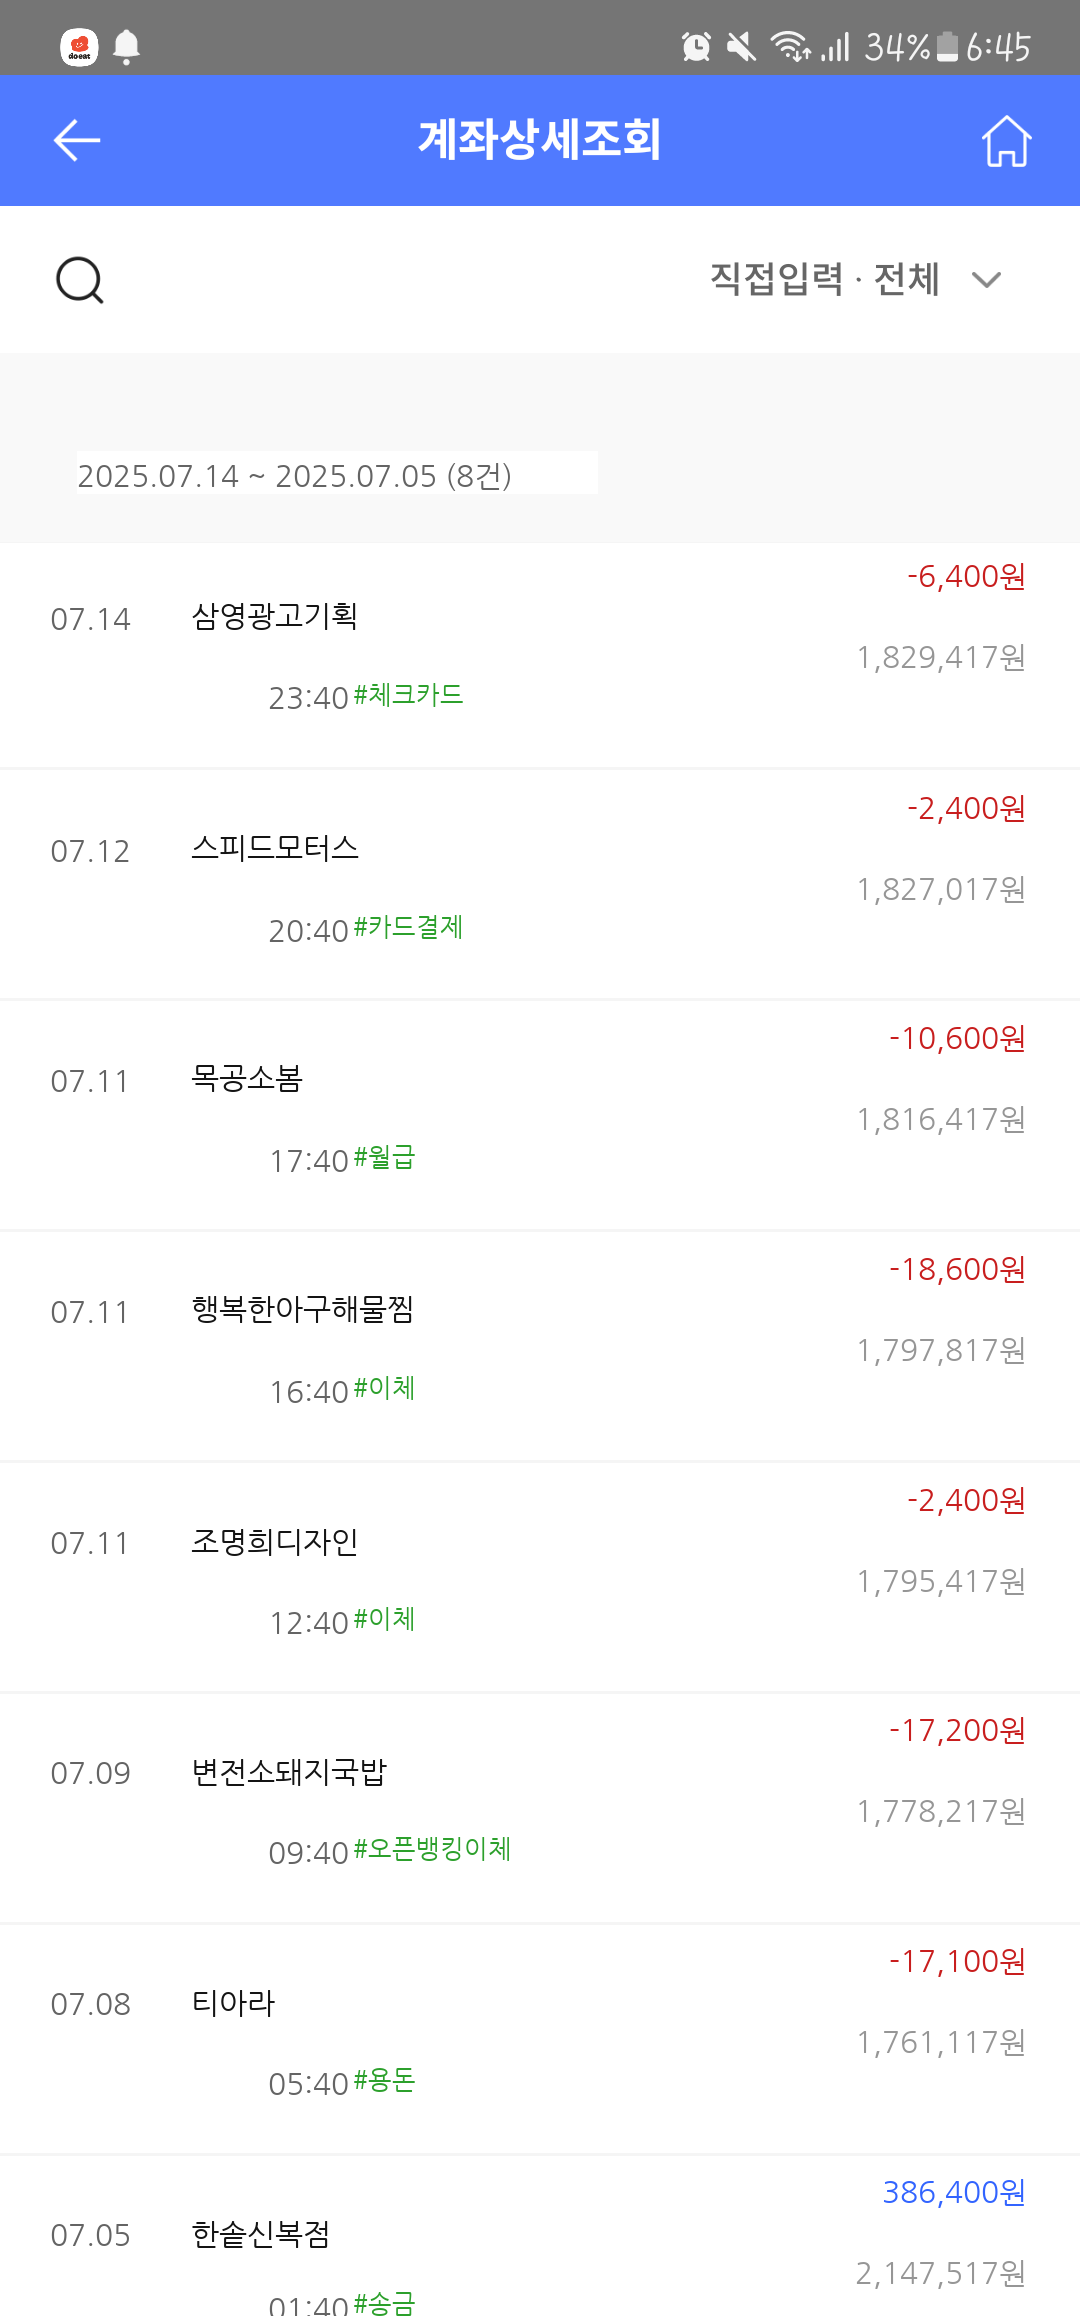 doeat
34% 6:45
계좌상세조회
직접입력 · 전체
2025.07.14 ~ 2025.07.05 (8건)
-6,400원
07.14 삼영광고기획
1,829,417원
23:40 #체크카드
-2,400원
07.12 스피드모터스
1,827,017원
20:40 #카드결제
-10,600원
07.11 목공소봄
1,816,417원
17:40 #월급
-18,600원
07.11 행복한아구해물찜
1,797,817원
16:40 #이체
-2,400원
07.11 조명희디자인
1,795,417원
12:40 #이체
-17,200원
07.09 변전소돼지국밥
1,778,217원
09:40 #오픈뱅킹이체
-17,100원
07.08 티아라
1,761,117원
05:40 #용돈
386,400원
07.05 한솥신복점
2,147,517원
01:40 #송금